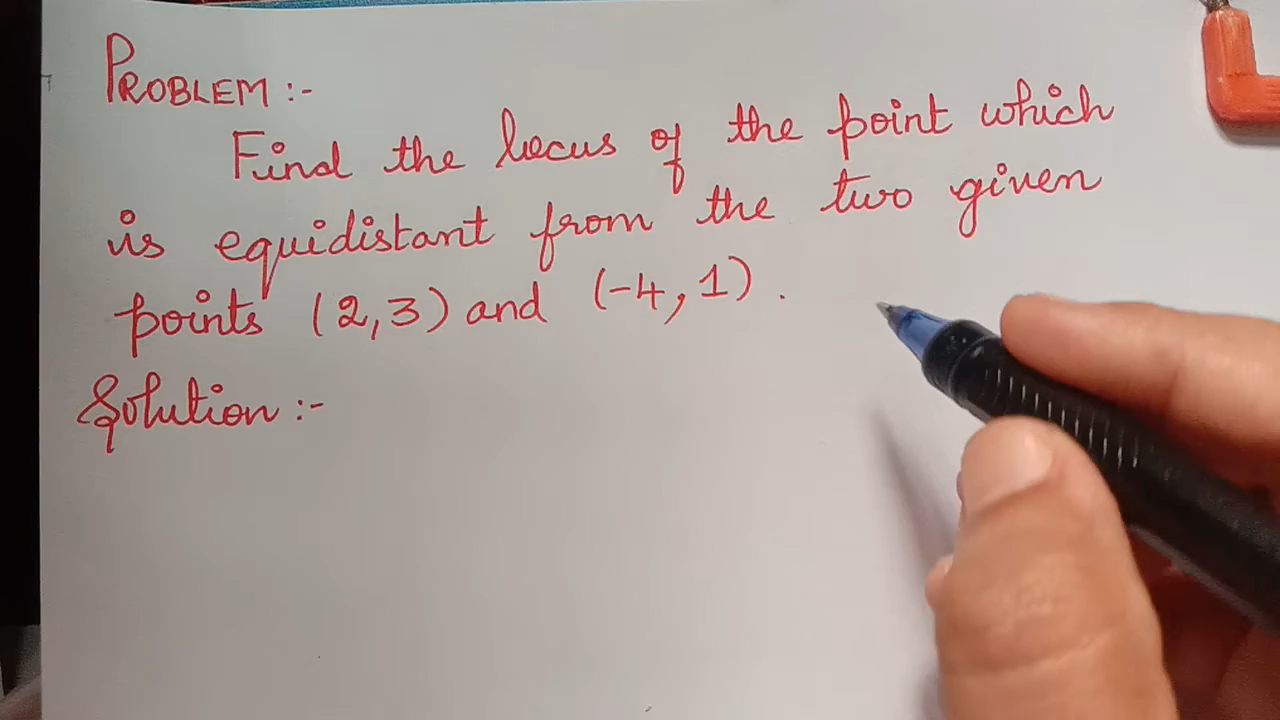 PROBLEM :-
Find the locus of the point which
is equidistant from the two given
points (2,3) and (-4,1).
Solution :-